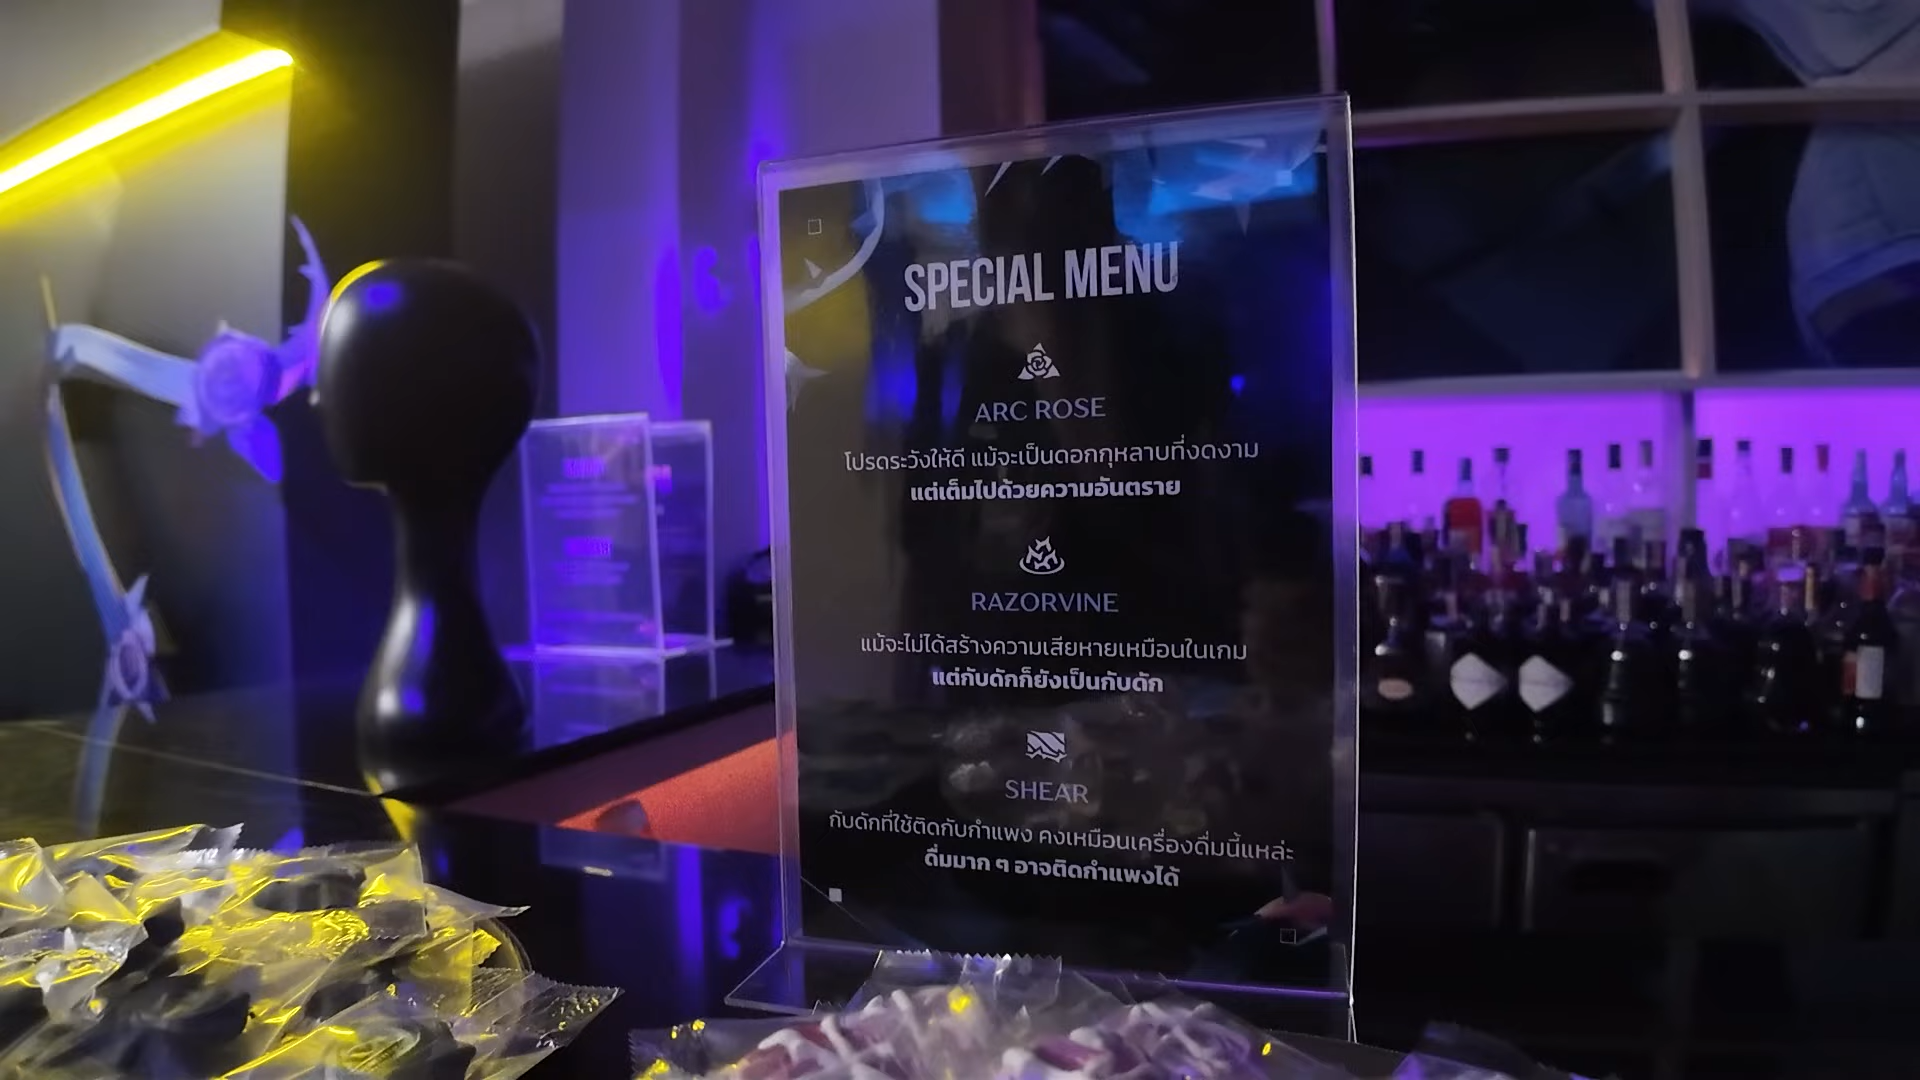 SPECIAL MENU
ARC ROSE
โปรดระวังให้ดี แม้จะเป็นดอกกุหลาบที่งดงาม
แต่เต็มไปด้วยความอันตราย
RAZORVINE
แม้จะไม่ได้สร้างความเสียหายเหมือนในเกม
แต่กับดักก็ยังเป็นกับดัก
SHEAR
กับดักที่ใช้ติดกับกำแพง คงเหมือนเครื่องดื่มนี้แหล่ะ
ดื่มมาก ๆ อาจติดกำแพงได้